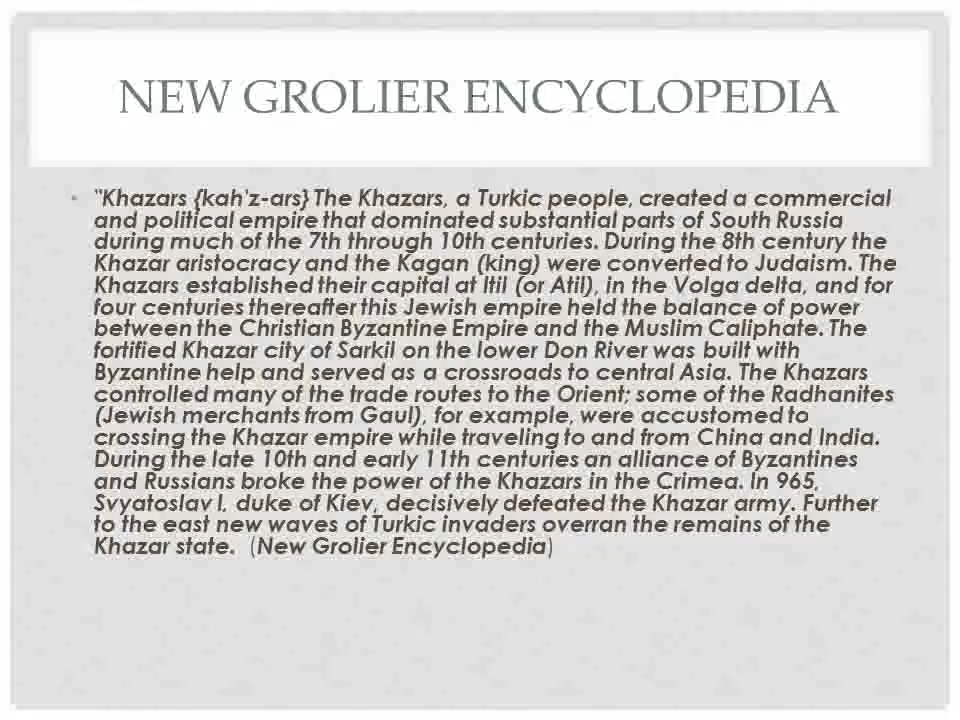 NEW GROLIER ENCYCLOPEDIA
• "Khazars {kah'z-ars} The Khazars, a Turkic people, created a commercial
and political empire that dominated substantial parts of South Russia
during much of the 7th through 10th centuries. During the 8th century the
Khazar aristocracy and the Kagan (king) were converted to Judaism. The
Khazars established their capital at Itil (or Atil), in the Volga delta, and for
four centuries thereafter this Jewish empire held the balance of power
between the Christian Byzantine Empire and the Muslim Caliphate. The
fortified Khazar city of Sarkil on the lower Don River was built with
Byzantine help and served as a crossroads to central Asia. The Khazars
controlled many of the trade routes to the Orient; some of the Radhanites
(Jewish merchants from Gaul), for example, were accustomed to
crossing the Khazar empire while traveling to and from China and India.
During the late 10th and early 11th centuries an alliance of Byzantines
and Russians broke the power of the Khazars in the Crimea. In 965,
Svyatoslav I, duke of Kiev, decisively defeated the Khazar army. Further
to the east new waves of Turkic invaders overran the remains of the
Khazar state. (New Grolier Encyclopedia)